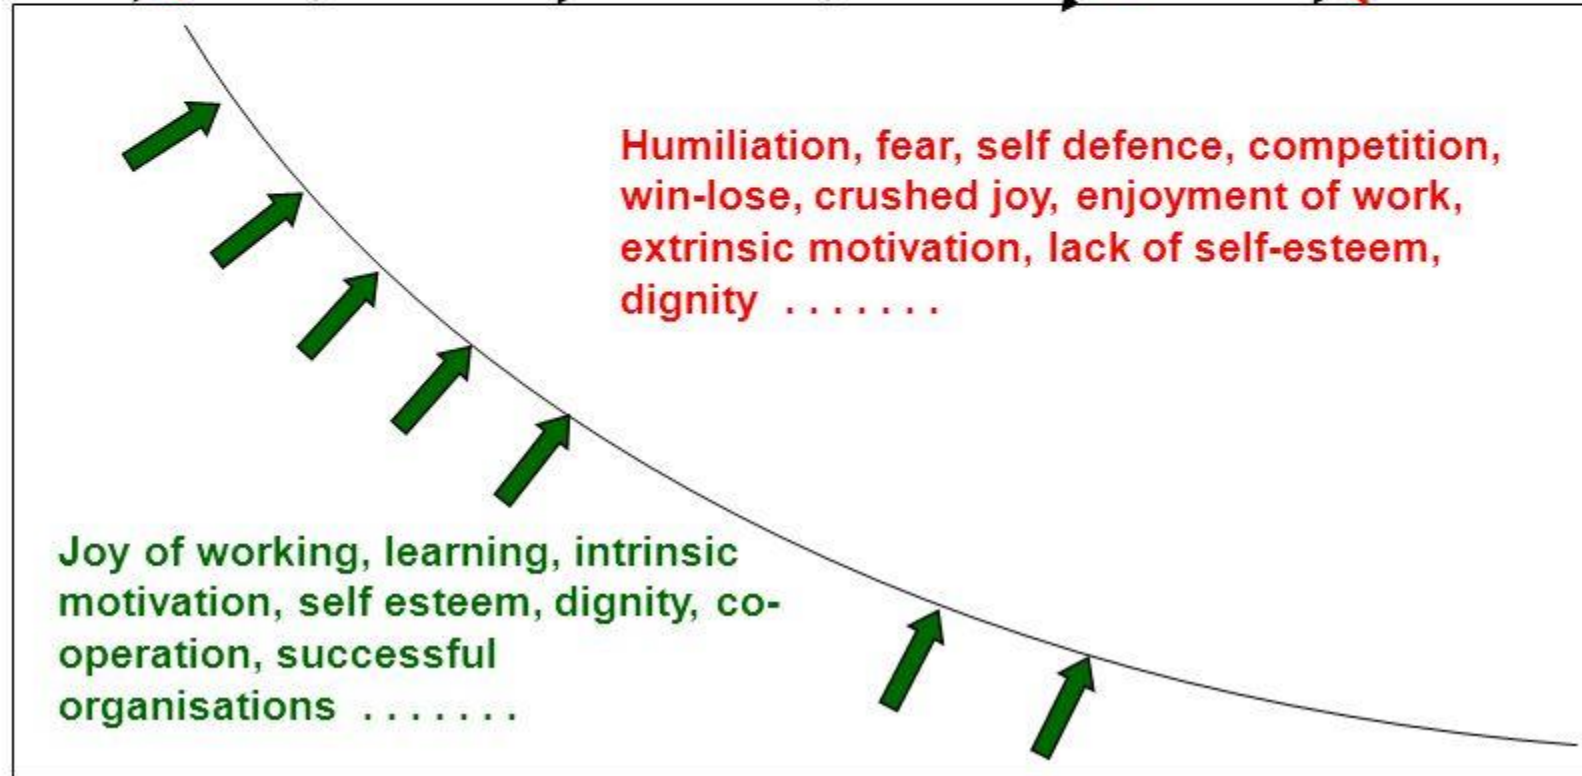 Humiliation, fear, self defence, competition,
win-lose, crushed joy, enjoyment of work,
extrinsic motivation, lack of self-esteem,
dignity .......
Joy of working, learning, intrinsic
motivation, self esteem, dignity, co-
operation, successful
organisations .......